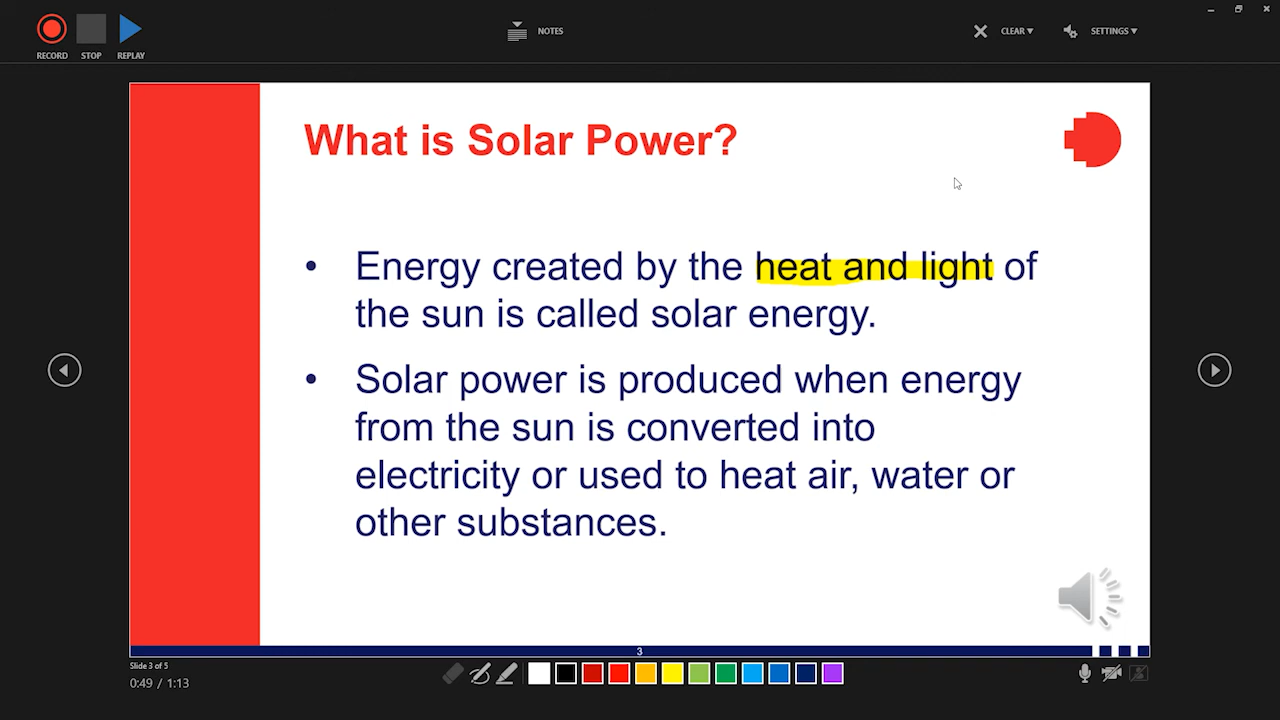 RECORD STOP REPLAY
NOTES
CLEAR
SETTINGS
What is Solar Power?
• Energy created by the heat and light of
the sun is called solar energy.
• Solar power is produced when energy
from the sun is converted into
electricity or used to heat air, water or
other substances.
3
Slide 3 of 5
0:49 / 1:13